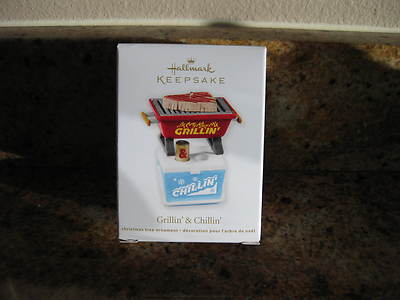 Hallmark
KEEPSAKE
GRILLIN'
&
CHILLIN'
Grillin' & Chillin'
christmas tree ornament - décoration pour l'arbre de noël